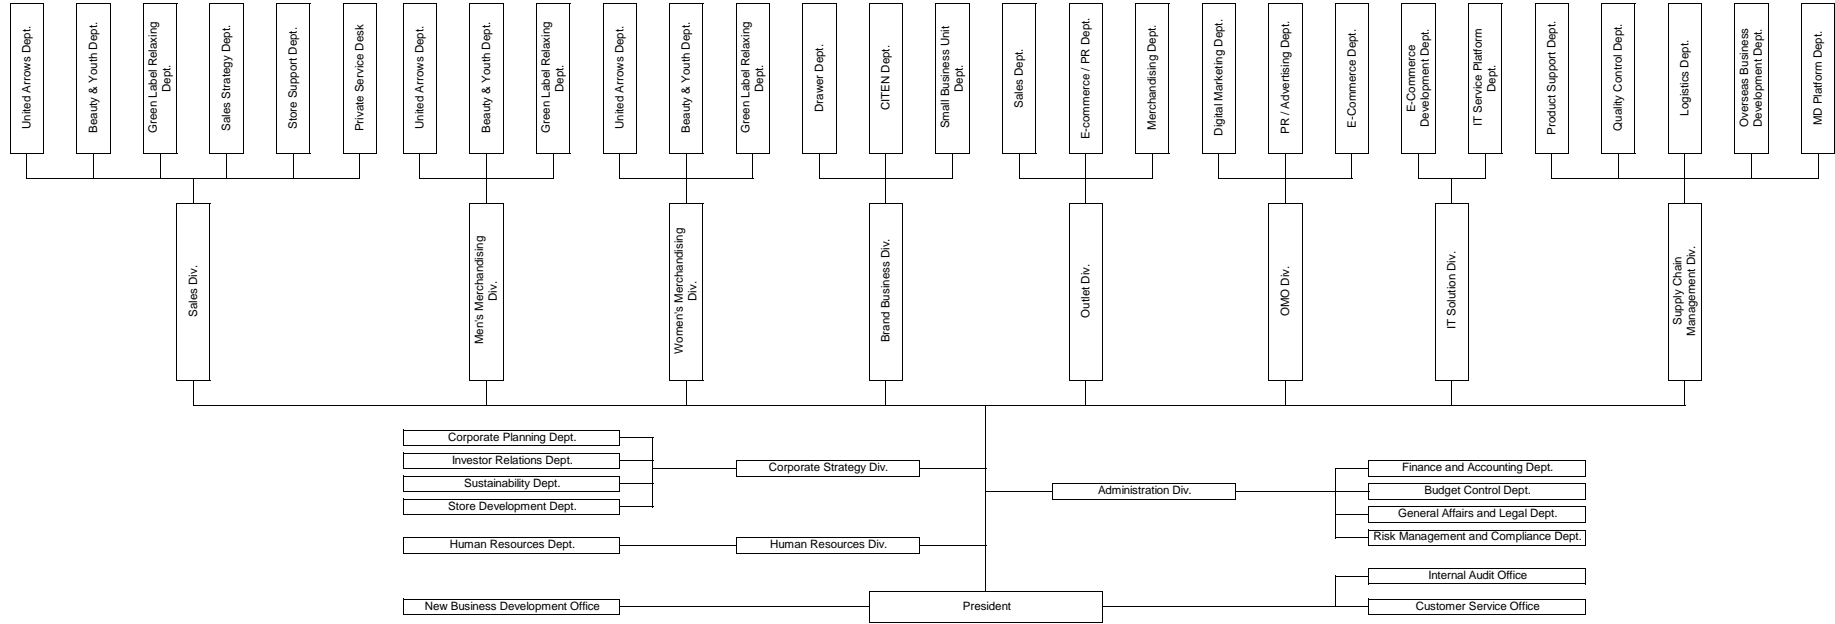 United Arrows Dept.
Beauty & Youth Dept.
Green Label Relaxing
Dept.
Sales Strategy Dept.
Store Support Dept.
Private Service Desk
United Arrows Dept.
Beauty & Youth Dept.
Green Label Relaxing
Dept.
United Arrows Dept.
Beauty & Youth Dept.
Green Label Relaxing
Dept.
Drawer Dept.
CITEN Dept.
Small Business Unit
Dept.
Sales Dept.
E-commerce / PR Dept.
Merchandising Dept.
Digital Marketing Dept.
PR / Advertising Dept.
E-Commerce Dept.
E-Commerce
Development Dept.
IT Service Platform
Dept.
Product Support Dept.
Quality Control Dept.
Logistics Dept.
Overseas Business
Development Dept.
MD Platform Dept.
Sales Div.
Men's Merchandising
Div.
Women's Merchandising
Div.
Brand Business Div.
Outlet Div.
OMO Div.
IT Solution Div.
Supply Chain
Management Div.
Corporate Planning Dept.
Investor Relations Dept.
Sustainability Dept.
Store Development Dept.
Corporate Strategy Div.
Administration Div.
Finance and Accounting Dept.
Budget Control Dept.
General Affairs and Legal Dept.
Risk Management and Compliance Dept.
Human Resources Dept.
Human Resources Div.
Internal Audit Office
New Business Development Office
President
Customer Service Office